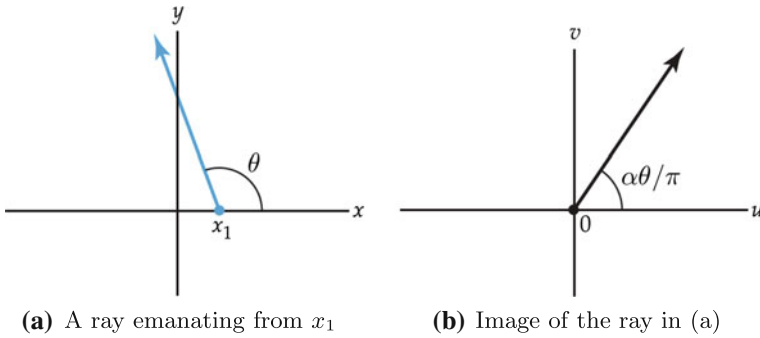 y
θ
x
x₁
(a) A ray emanating from x₁
v
αθ/π
u
0
(b) Image of the ray in (a)